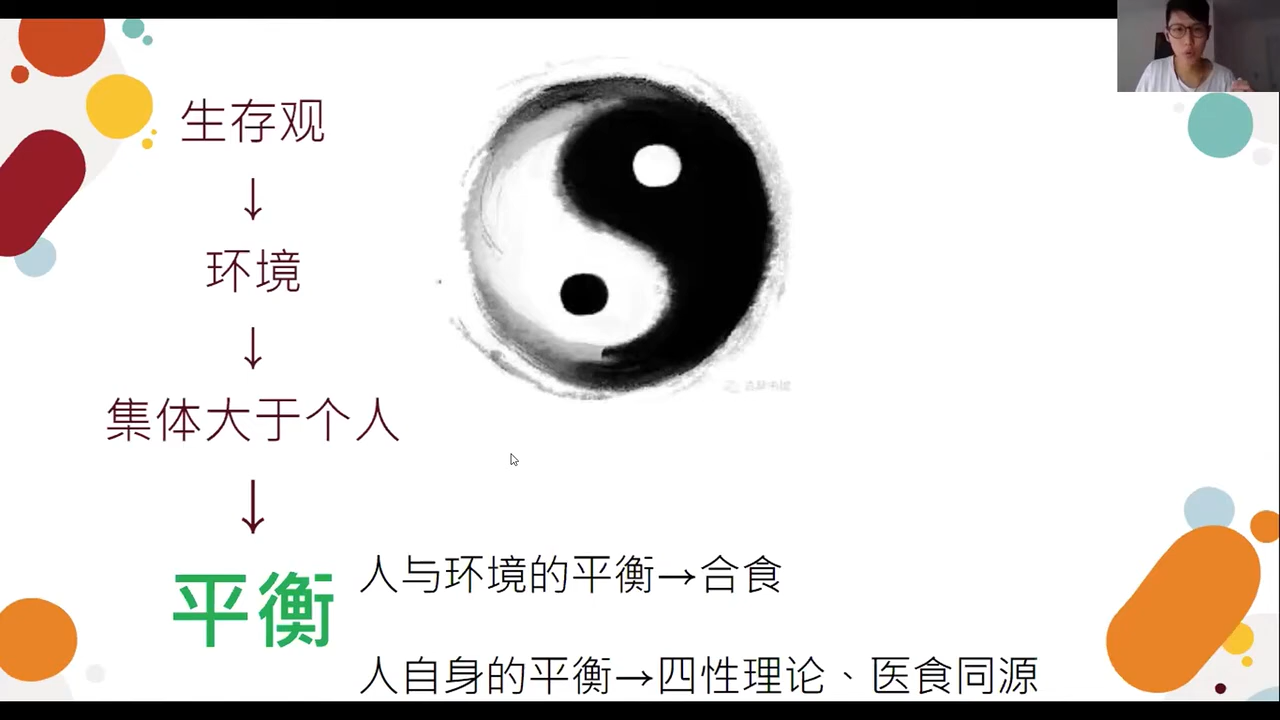 生存观
↓
环境
↓
集体大于个人
↓
平衡
人与环境的平衡→合食
人自身的平衡→四性理论、医食同源